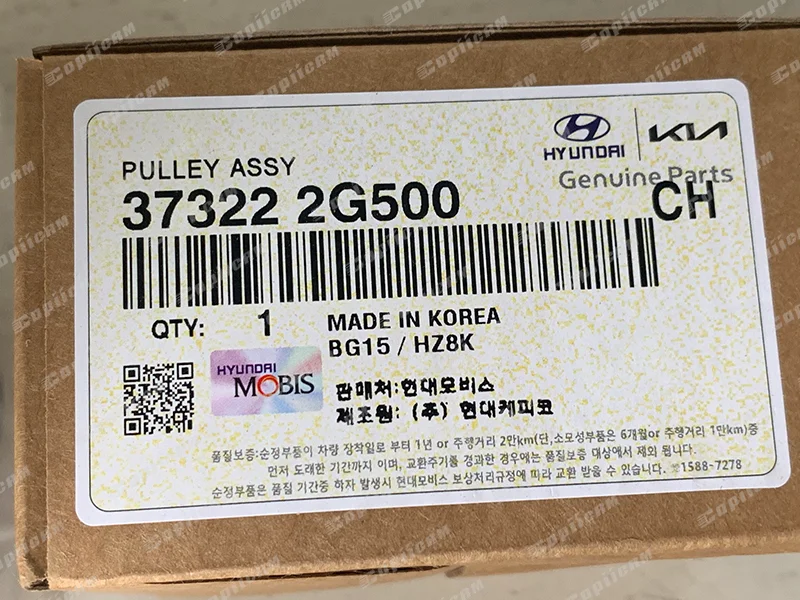 HYUNDAI
KIA
Genuine Parts
PULLEY ASSY
37322 2G500
CH
QTY: 1
MADE IN KOREA
BG15 / HZ8K
HYUNDAI
MOBIS
판매처:현대모비스
제조원: (주) 현대케피코
품질보증:순정부품이 차량 장착일로 부터 1년 or 주행거리 2만km(단,소모성부품은 6개월or 주행거리 1만km)중
먼저 도래한 기간까지 이며, 교환주기를 경과한 경우에는 품질보증 대상에서 제외 됩니다.
순정부품은 품질 기간중 하자 발생시 현대모비스 보상처리규정에 따라 교환 받을 수 있습니다. ☏1588-7278
Copiicam